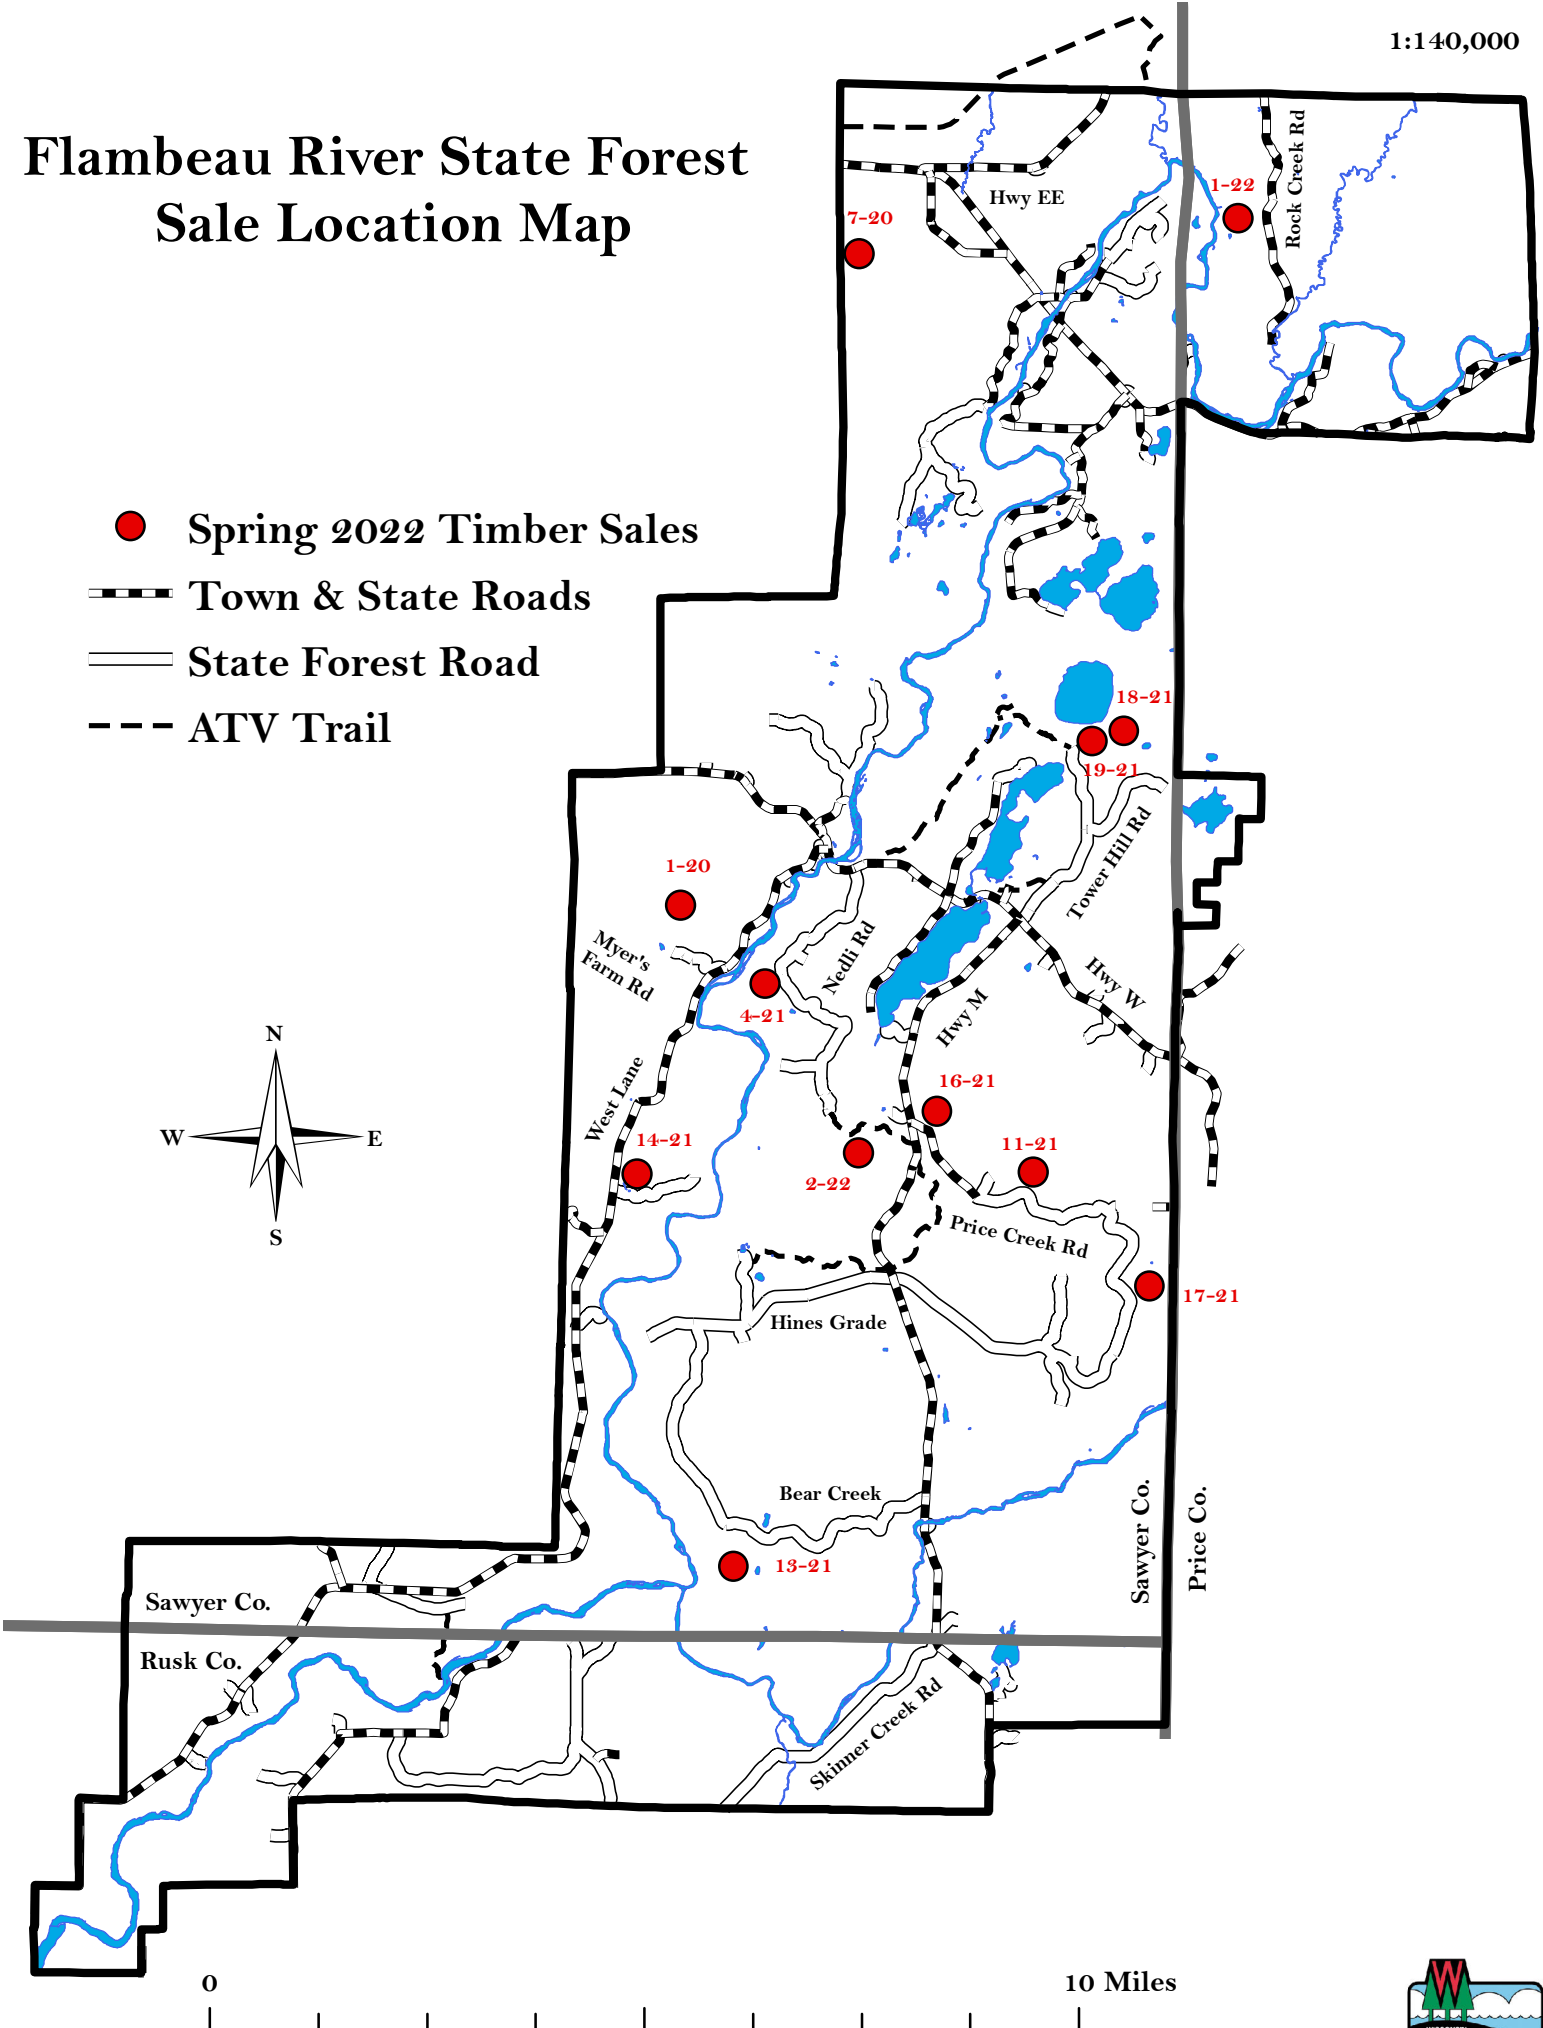 1:140,000
Flambeau River State Forest
Sale Location Map
Rock Creek Rd
1-22
Hwy EE
7-20
Spring 2022 Timber Sales
Town & State Roads
State Forest Road
ATV Trail
18-21
19-21
Tower Hill Rd
1-20
Myer's
Farm Rd
Nedli Rd
4-21
Hwy W
Hwy M
N
W
E
S
West Lane
14-21
16-21
11-21
2-22
Price Creek Rd
17-21
Hines Grade
Bear Creek
13-21
Sawyer Co.
Price Co.
Sawyer Co.
Rusk Co.
Skinner Creek Rd
0
10 Miles
W